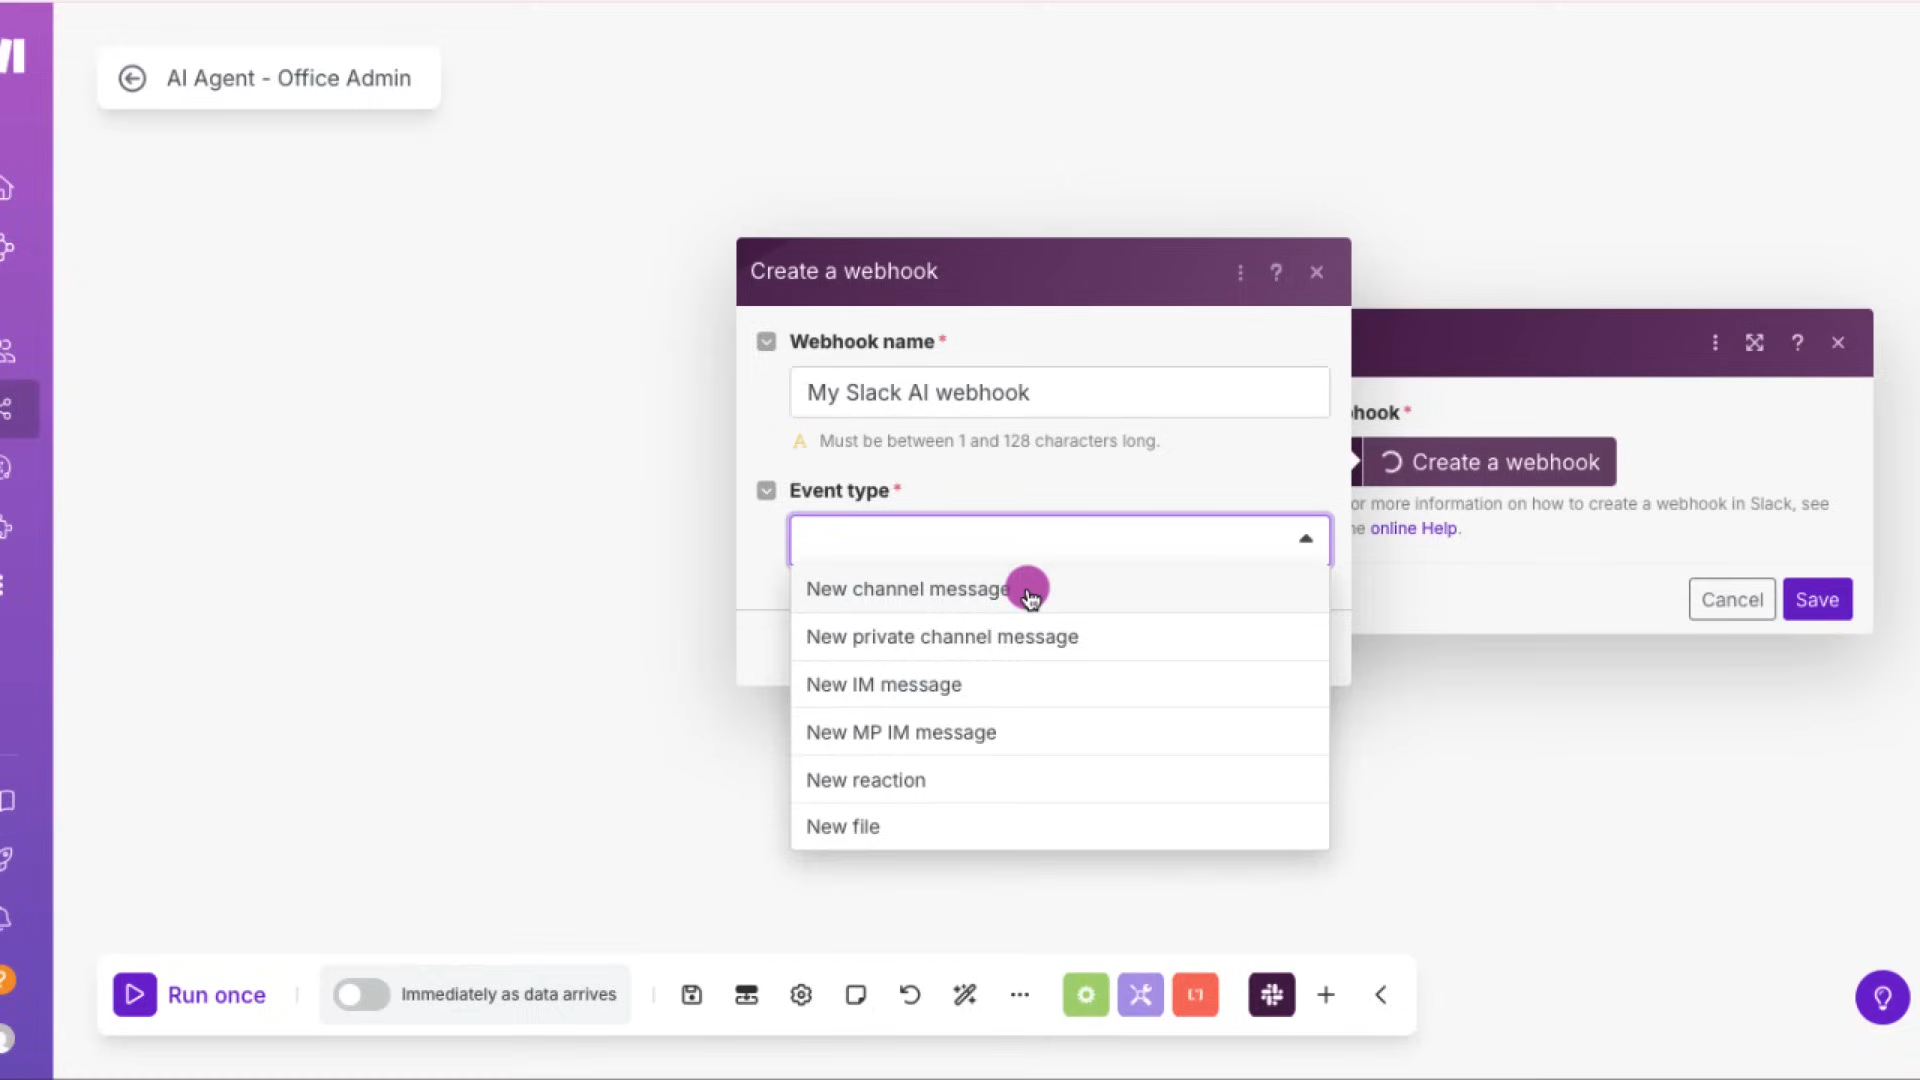 AI Agent - Office Admin
Create a webhook
Webhook name *
My Slack AI webhook
Must be between 1 and 128 characters long.
Event type *
New channel message
New private channel message
New IM message
New MP IM message
New reaction
New file
hook *
Create a webhook
or more information on how to create a webhook in Slack, see
online Help.
Cancel
Save
Run once
Immediately as data arrives